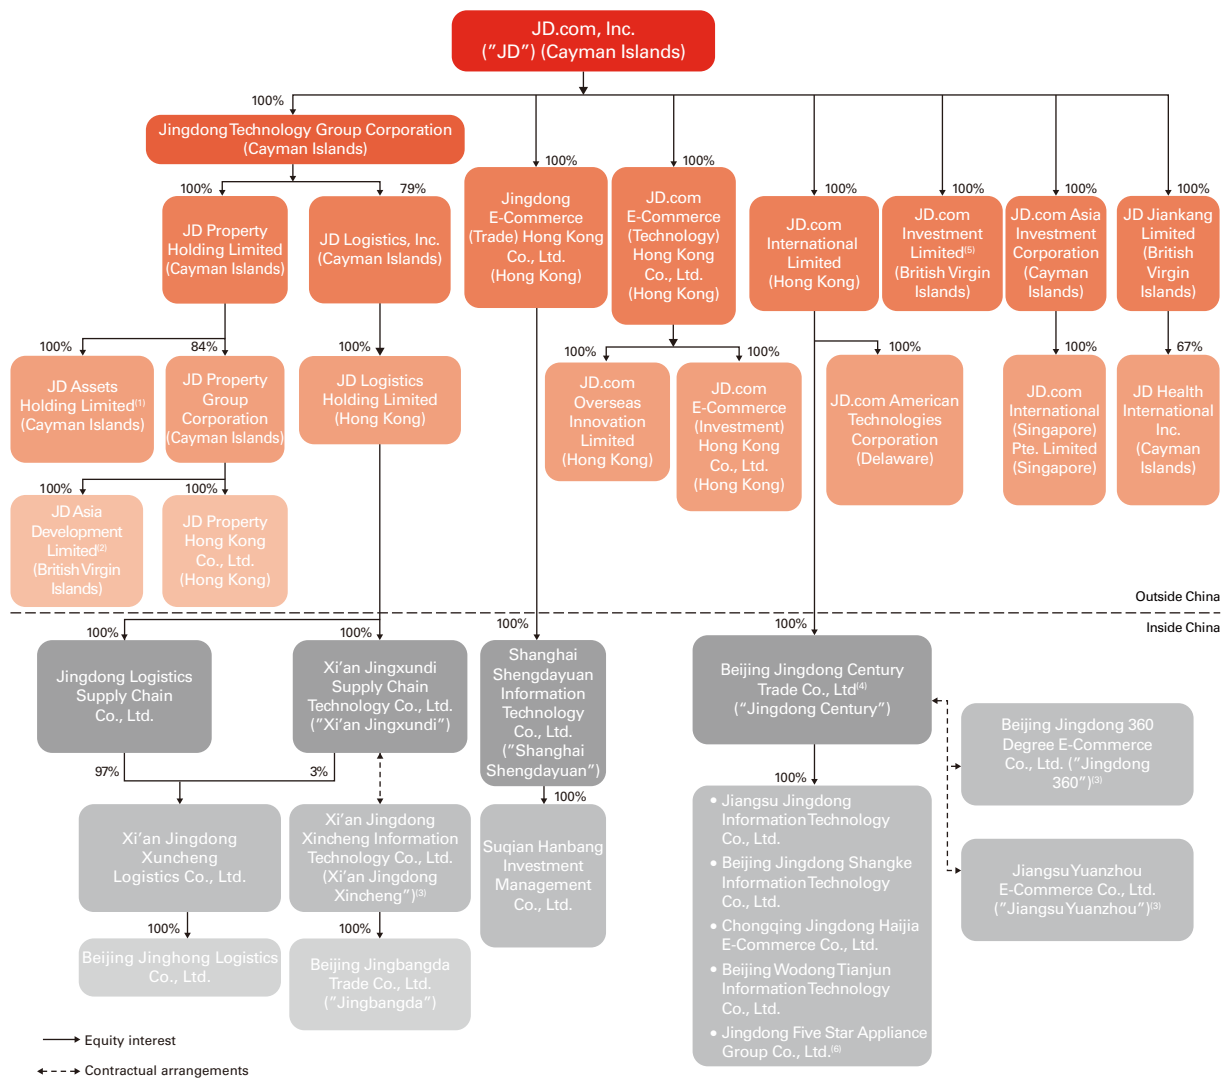 JD.com, Inc.
("JD") (Cayman Islands)
100%
Jingdong Technology Group Corporation
(Cayman Islands)
100%
79%
100%
100%
100%
100%
100%
100%
JD Property
Holding Limited
(Cayman Islands)
JD Logistics, Inc.
(Cayman Islands)
Jingdong
E-Commerce
(Trade) Hong Kong
Co., Ltd.
(Hong Kong)
JD.com
E-Commerce
(Technology)
Hong Kong
Co., Ltd.
(Hong Kong)
JD.com
International
Limited
(Hong Kong)
JD.com
Investment
Limited(5)
(British Virgin
Islands)
JD.com Asia
Investment
Corporation
(Cayman
Islands)
JD Jiankang
Limited
(British
Virgin
Islands)
100%
84%
100%
100%
100%
100%
100%
67%
JD Assets
Holding Limited(1)
(Cayman Islands)
JD Property
Group
Corporation
(Cayman Islands)
JD Logistics
Holding Limited
(Hong Kong)
JD.com
Overseas
Innovation
Limited
(Hong Kong)
JD.com
E-Commerce
(Investment)
Hong Kong
Co., Ltd.
(Hong Kong)
JD.com American
Technologies
Corporation
(Delaware)
JD.com
International
(Singapore)
Pte. Limited
(Singapore)
JD Health
International
Inc.
(Cayman
Islands)
100%
100%
JD Asia
Development
Limited(2)
(British Virgin
Islands)
JD Property
Hong Kong
Co., Ltd.
(Hong Kong)
Outside China
Inside China
100%
100%
100%
100%
Jingdong Logistics
Supply Chain
Co., Ltd.
Xi'an Jingxundi
Supply Chain
Technology Co., Ltd.
("Xi'an Jingxundi")
Shanghai
Shengdayuan
Information
Technology
Co., Ltd.
("Shanghai
Shengdayuan")
Beijing Jingdong Century
Trade Co., Ltd(4)
("Jingdong Century")
Beijing Jingdong 360
Degree E-Commerce
Co., Ltd. ("Jingdong
360")(3)
97%
3%
100%
100%
Xi'an Jingdong
Xuncheng
Logistics Co., Ltd.
Xi'an Jingdong
Xincheng Information
Technology Co., Ltd.
(Xi'an Jingdong
Xincheng")(3)
Suqian Hanbang
Investment
Management
Co., Ltd.
• Jiangsu Jingdong
Information Technology
Co., Ltd.
• Beijing Jingdong Shangke
Information Technology
Co., Ltd.
• Chongqing Jingdong Haijia
E-Commerce Co., Ltd.
• Beijing Wodong Tianjun
Information Technology
Co., Ltd.
• Jingdong Five Star Appliance
Group Co., Ltd.(6)
Jiangsu Yuanzhou
E-Commerce Co., Ltd.
("Jiangsu Yuanzhou")(3)
100%
100%
Beijing Jinghong Logistics
Co., Ltd.
Beijing Jingbangda
Trade Co., Ltd.
("Jingbangda")
Equity interest
Contractual arrangements